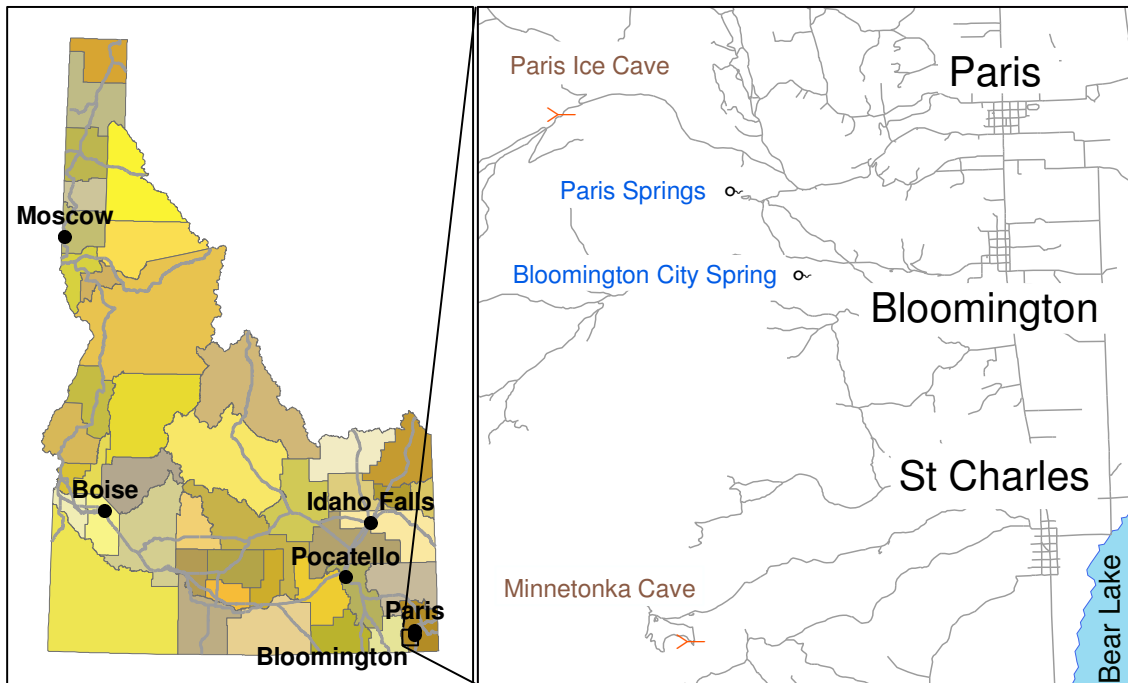 Moscow
Boise
Idaho Falls
Pocatello
Paris
Bloomington
Paris Ice Cave
Paris
Paris Springs
Bloomington City Spring
Bloomington
St Charles
Minnetonka Cave
Bear Lake